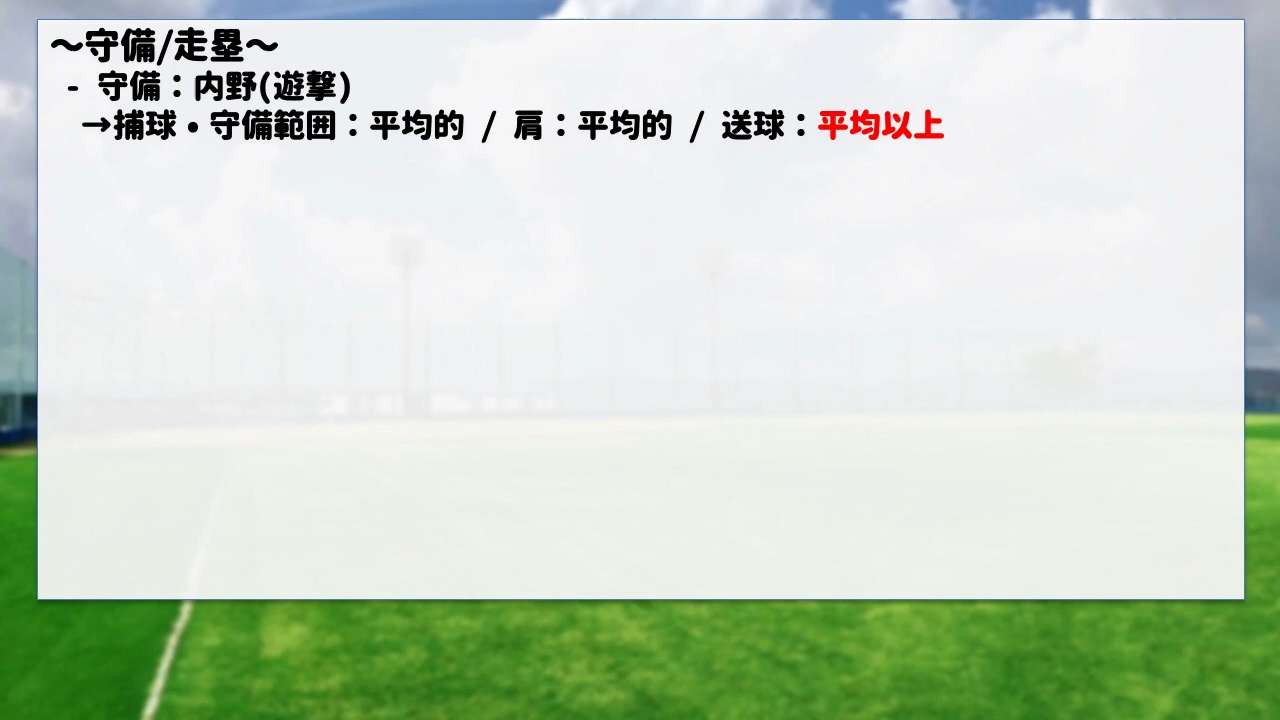 ～守備/走塁～
- 守備：内野(遊撃)
→捕球・守備範囲：平均的 / 肩：平均的 / 送球：平均以上